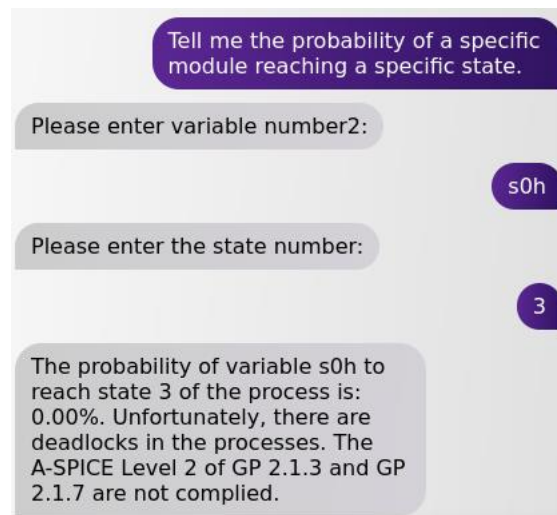 Tell me the probability of a specific
module reaching a specific state.
Please enter variable number2:
s0h
Please enter the state number:
3
The probability of variable s0h to
reach state 3 of the process is:
0.00%. Unfortunately, there are
deadlocks in the processes. The
A-SPICE Level 2 of GP 2.1.3 and GP
2.1.7 are not complied.